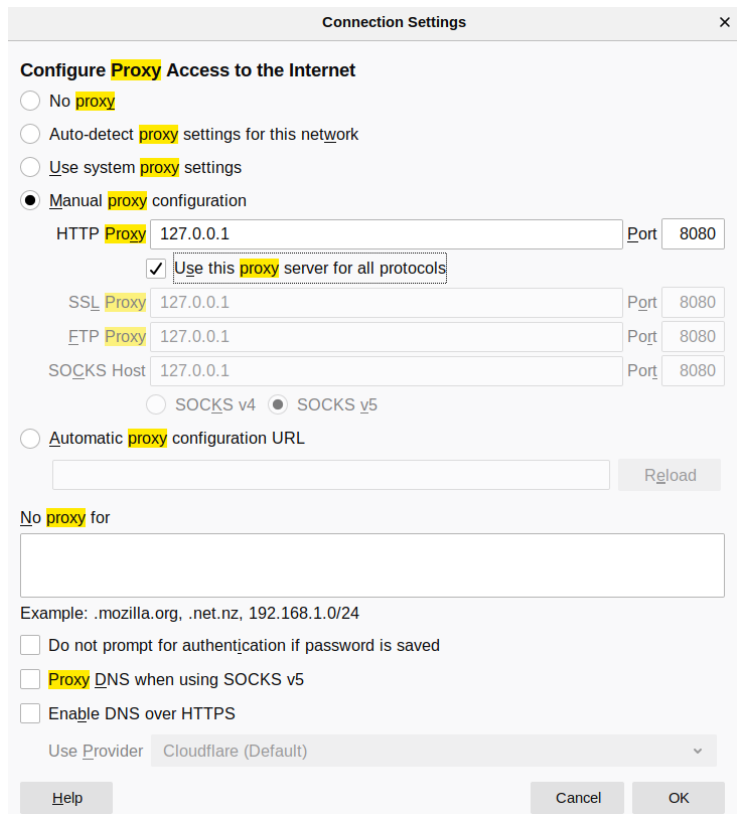 Connection Settings ×
Configure Proxy Access to the Internet
No proxy
Auto-detect proxy settings for this network
Use system proxy settings
Manual proxy configuration
HTTP Proxy 127.0.0.1 Port 8080
Use this proxy server for all protocols
SSL Proxy 127.0.0.1 Port 8080
FTP Proxy 127.0.0.1 Port 8080
SOCKS Host 127.0.0.1 Port 8080
SOCKS v4 SOCKS v5
Automatic proxy configuration URL
Reload
No proxy for
Example: .mozilla.org, .net.nz, 192.168.1.0/24
Do not prompt for authentication if password is saved
Proxy DNS when using SOCKS v5
Enable DNS over HTTPS
Use Provider Cloudflare (Default)
Help Cancel OK